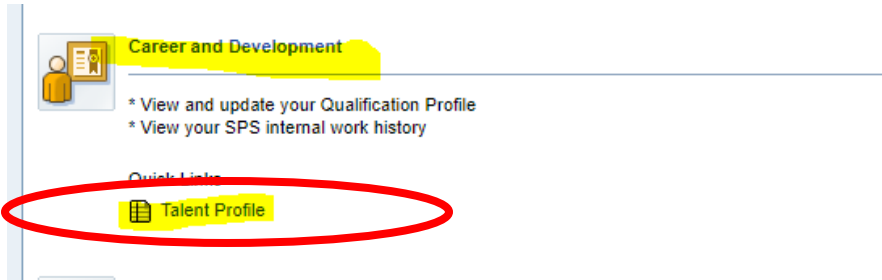 Career and Development
* View and update your Qualification Profile
* View your SPS internal work history
Quick Links
Talent Profile